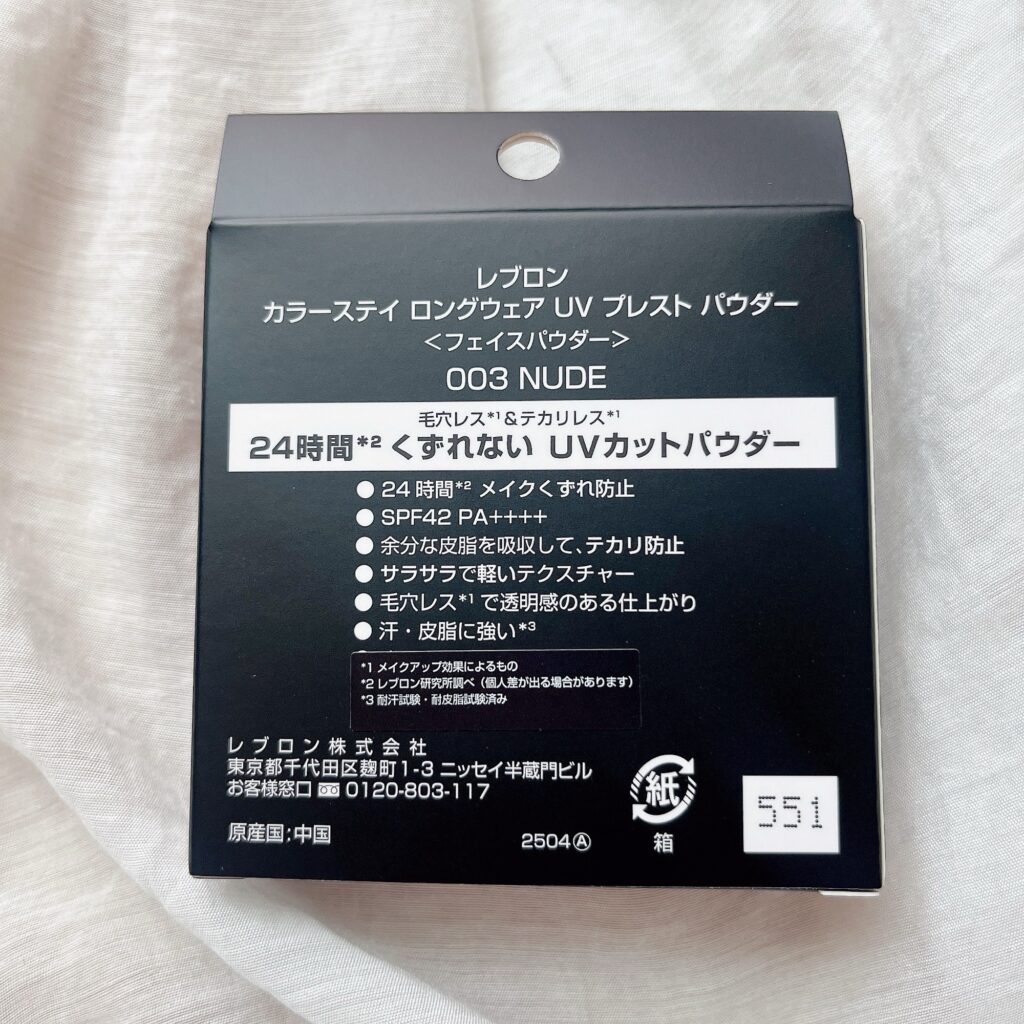 レブロン
カラーステイ ロングウェア UV プレスト パウダー
＜フェイスパウダー＞
003 NUDE
毛穴レス*1＆テカリレス*1
24時間*2 くずれない UVカットパウダー
● 24時間*2 メイクくずれ防止
● SPF42 PA++++
● 余分な皮脂を吸収して、テカリ防止
● サラサラで軽いテクスチャー
● 毛穴レス*1 で透明感のある仕上がり
● 汗・皮脂に強い*3
*1 メイクアップ効果によるもの
*2 レブロン研究所調べ（個人差が出る場合があります）
*3 耐汗試験・耐皮脂試験済み
レブロン株式会社
東京都千代田区麹町1-3 ニッセイ半蔵門ビル
お客様窓口 0120-803-117
原産国；中国
2504Ⓐ
紙
箱
551